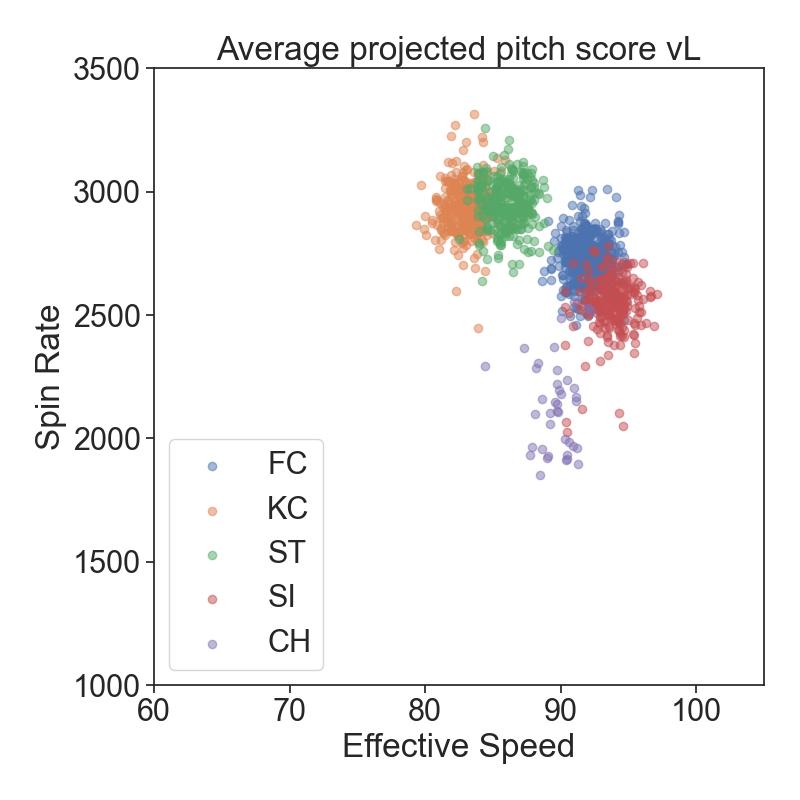 Average projected pitch score vL
3500
3000
2500
2000
1500
1000
Spin Rate
FC
KC
ST
SI
CH
60
70
80
90
100
Effective Speed